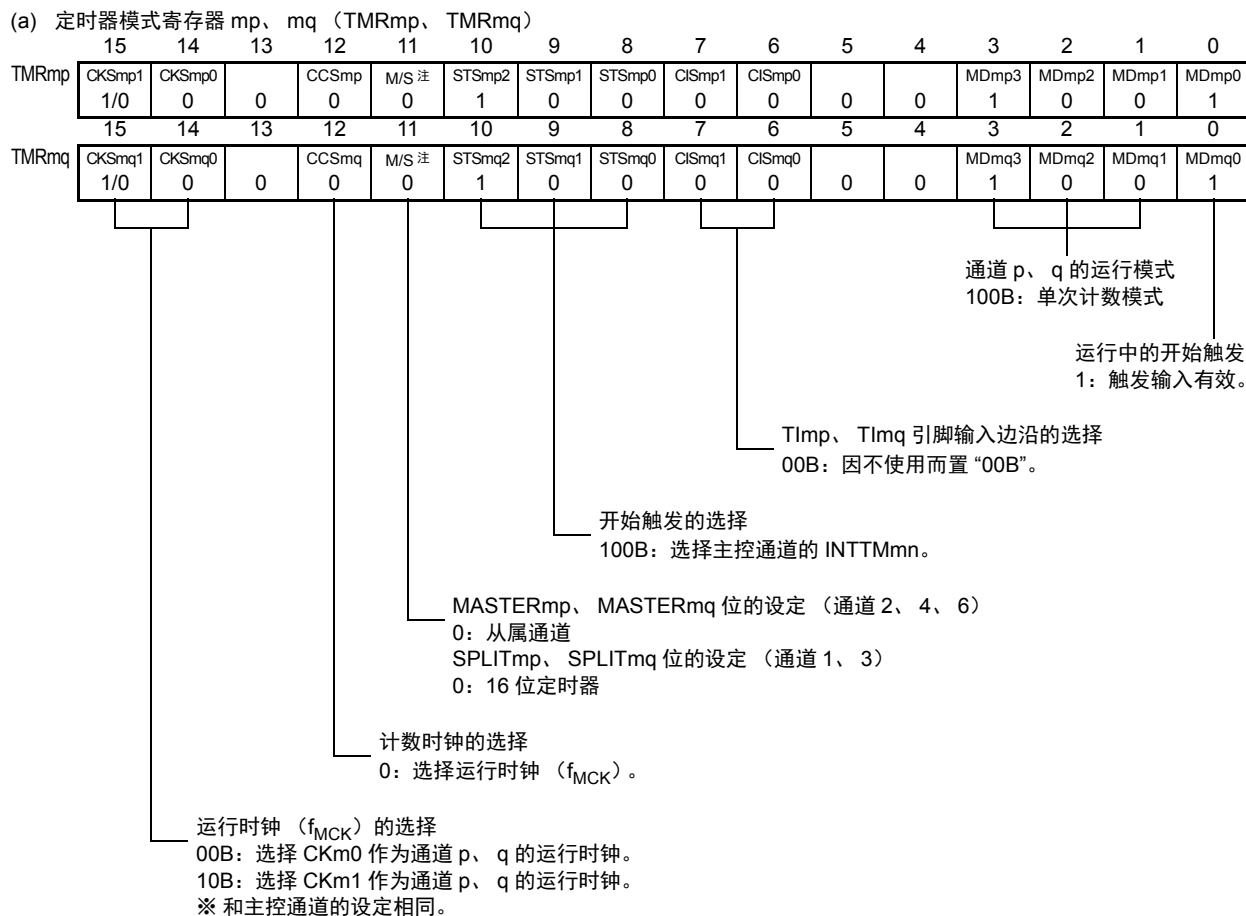 (a) 定时器模式寄存器 mp、 mq （TMRmp、 TMRmq）
15 14 13 12 11 10 9 8 7 6 5 4 3 2 1 0
TMRmp CKSmp1 CKSmp0 CCSmp M/S 注 STSmp2 STSmp1 STSmp0 CISmp1 CISmp0 MDmp3 MDmp2 MDmp1 MDmp0
1/0 0 0 0 0 1 0 0 0 0 0 0 1 0 0 1
15 14 13 12 11 10 9 8 7 6 5 4 3 2 1 0
TMRmq CKSmq1 CKSmq0 CCSmq M/S 注 STSmq2 STSmq1 STSmq0 CISmq1 CISmq0 MDmq3 MDmq2 MDmq1 MDmq0
1/0 0 0 0 0 1 0 0 0 0 0 0 1 0 0 1
通道 p、 q 的运行模式
100B：单次计数模式
运行中的开始触发
1：触发输入有效。
TImp、 TImq 引脚输入边沿的选择
00B：因不使用而置 “00B”。
开始触发的选择
100B：选择主控通道的 INTTMmn。
MASTERmp、 MASTERmq 位的设定 （通道 2、 4、 6）
0：从属通道
SPLITmp、 SPLITmq 位的设定 （通道 1、 3）
0：16 位定时器
计数时钟的选择
0：选择运行时钟 （fMCK）。
运行时钟 （fMCK）的选择
00B：选择 CKm0 作为通道 p、 q 的运行时钟。
10B：选择 CKm1 作为通道 p、 q 的运行时钟。
※ 和主控通道的设定相同。